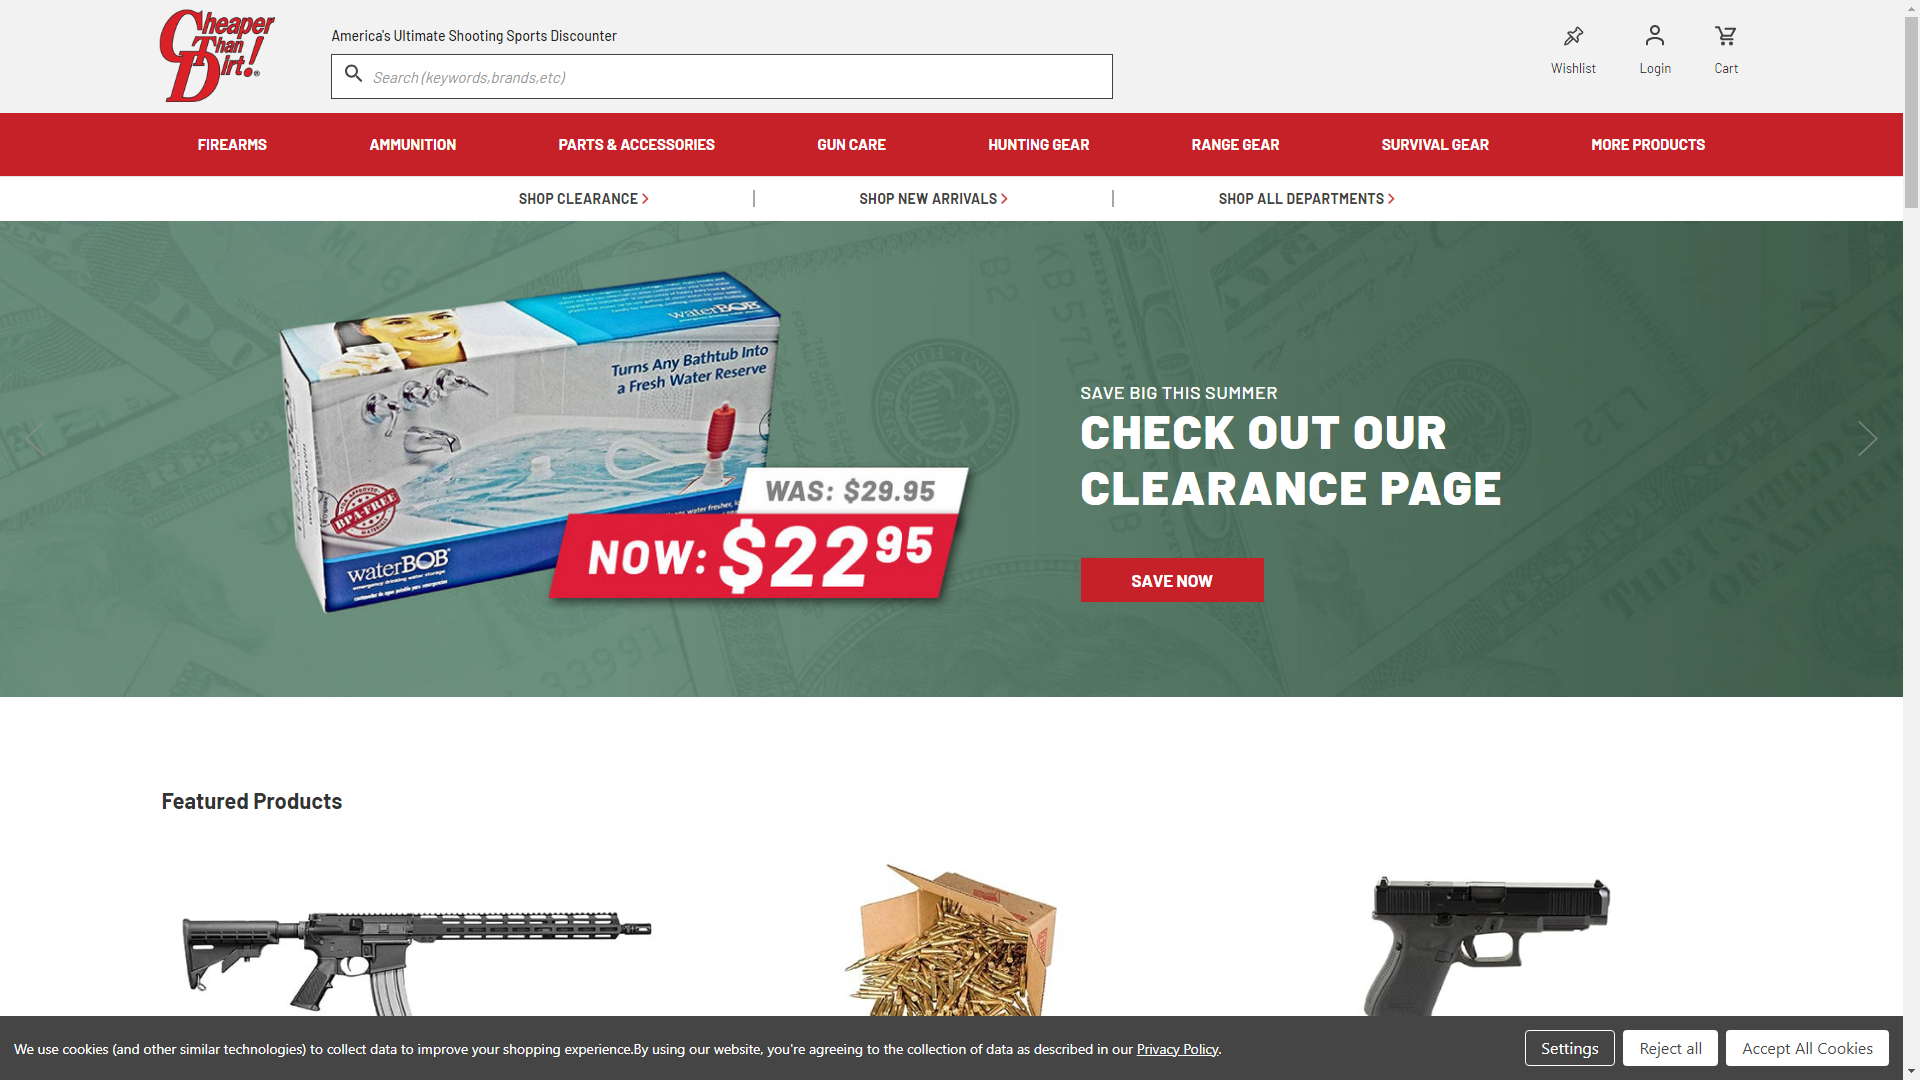 Cheaper
Than
Dirt!®
America's Ultimate Shooting Sports Discounter
Search (keywords,brands,etc)
Wishlist
Login
Cart
FIREARMS
AMMUNITION
PARTS & ACCESSORIES
GUN CARE
HUNTING GEAR
RANGE GEAR
SURVIVAL GEAR
MORE PRODUCTS
SHOP CLEARANCE
SHOP NEW ARRIVALS
SHOP ALL DEPARTMENTS
waterBOB
Turns Any Bathtub Into
a Fresh Water Reserve
BPA-FREE
waterBOB
emergency drinking water storage
WAS: $29.95
NOW: $22.95
SAVE BIG THIS SUMMER
CHECK OUT OUR
CLEARANCE PAGE
SAVE NOW
Featured Products
We use cookies (and other similar technologies) to collect data to improve your shopping experience.By using our website, you're agreeing to the collection of data as described in our Privacy Policy.
Settings
Reject all
Accept All Cookies